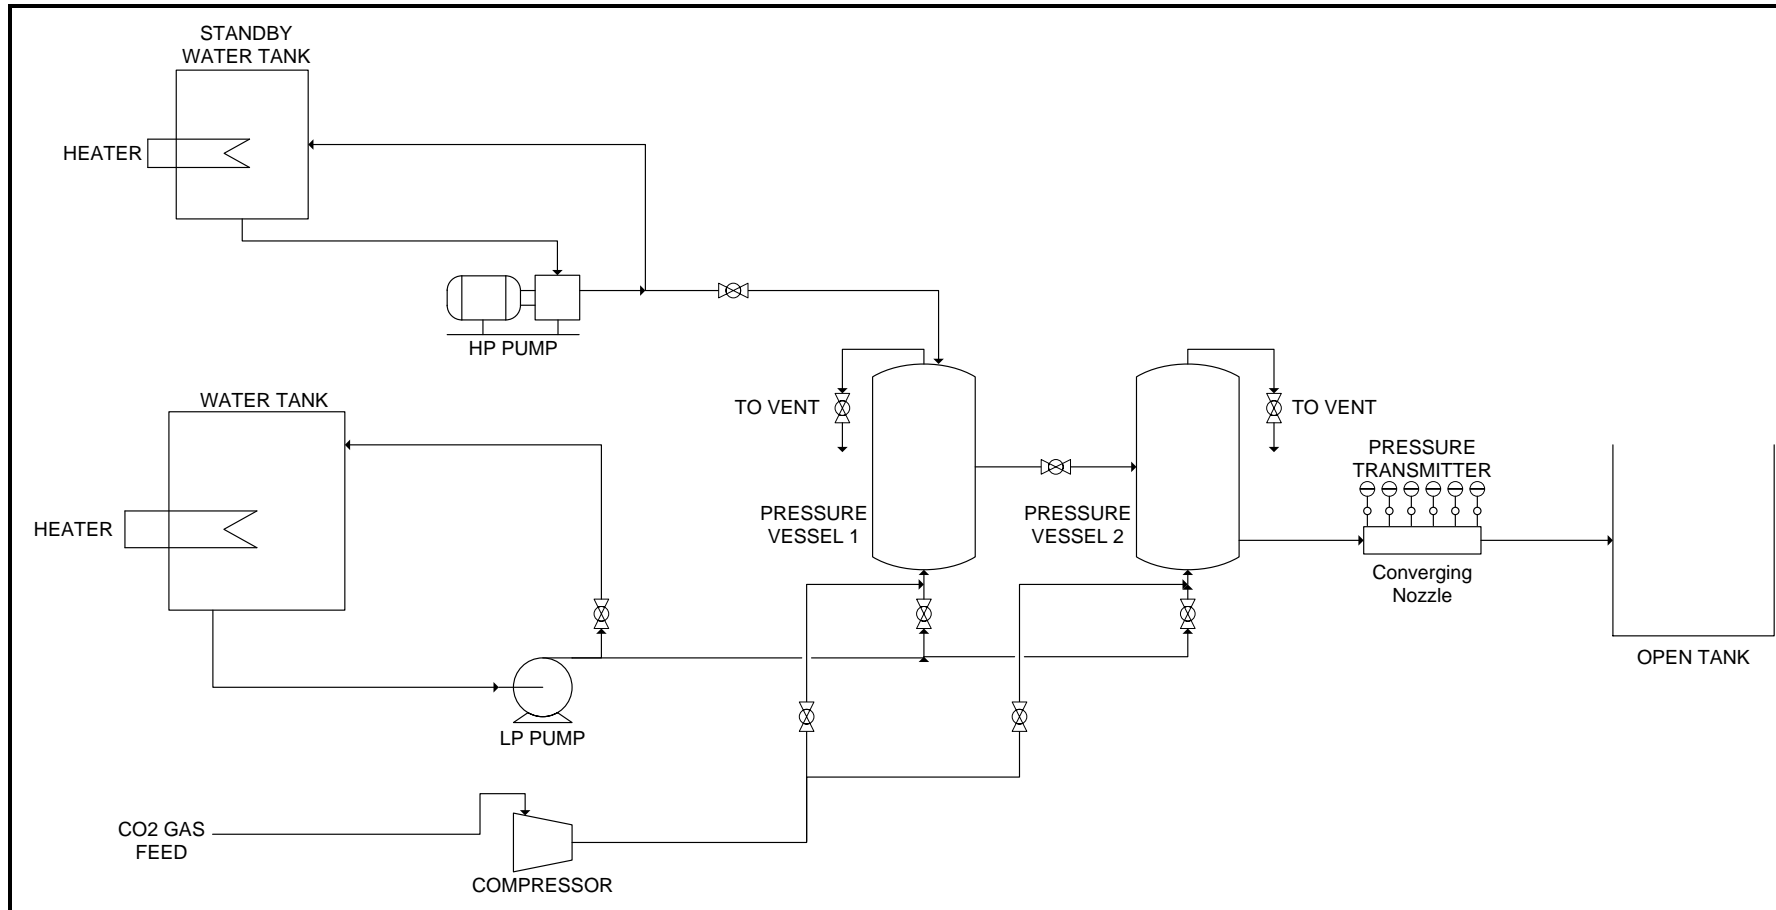 STANDBY
WATER TANK
HEATER
HP PUMP
WATER TANK
TO VENT
TO VENT
PRESSURE
TRANSMITTER
HEATER
PRESSURE
VESSEL 1
PRESSURE
VESSEL 2
Converging
Nozzle
OPEN TANK
LP PUMP
CO2 GAS
FEED
COMPRESSOR